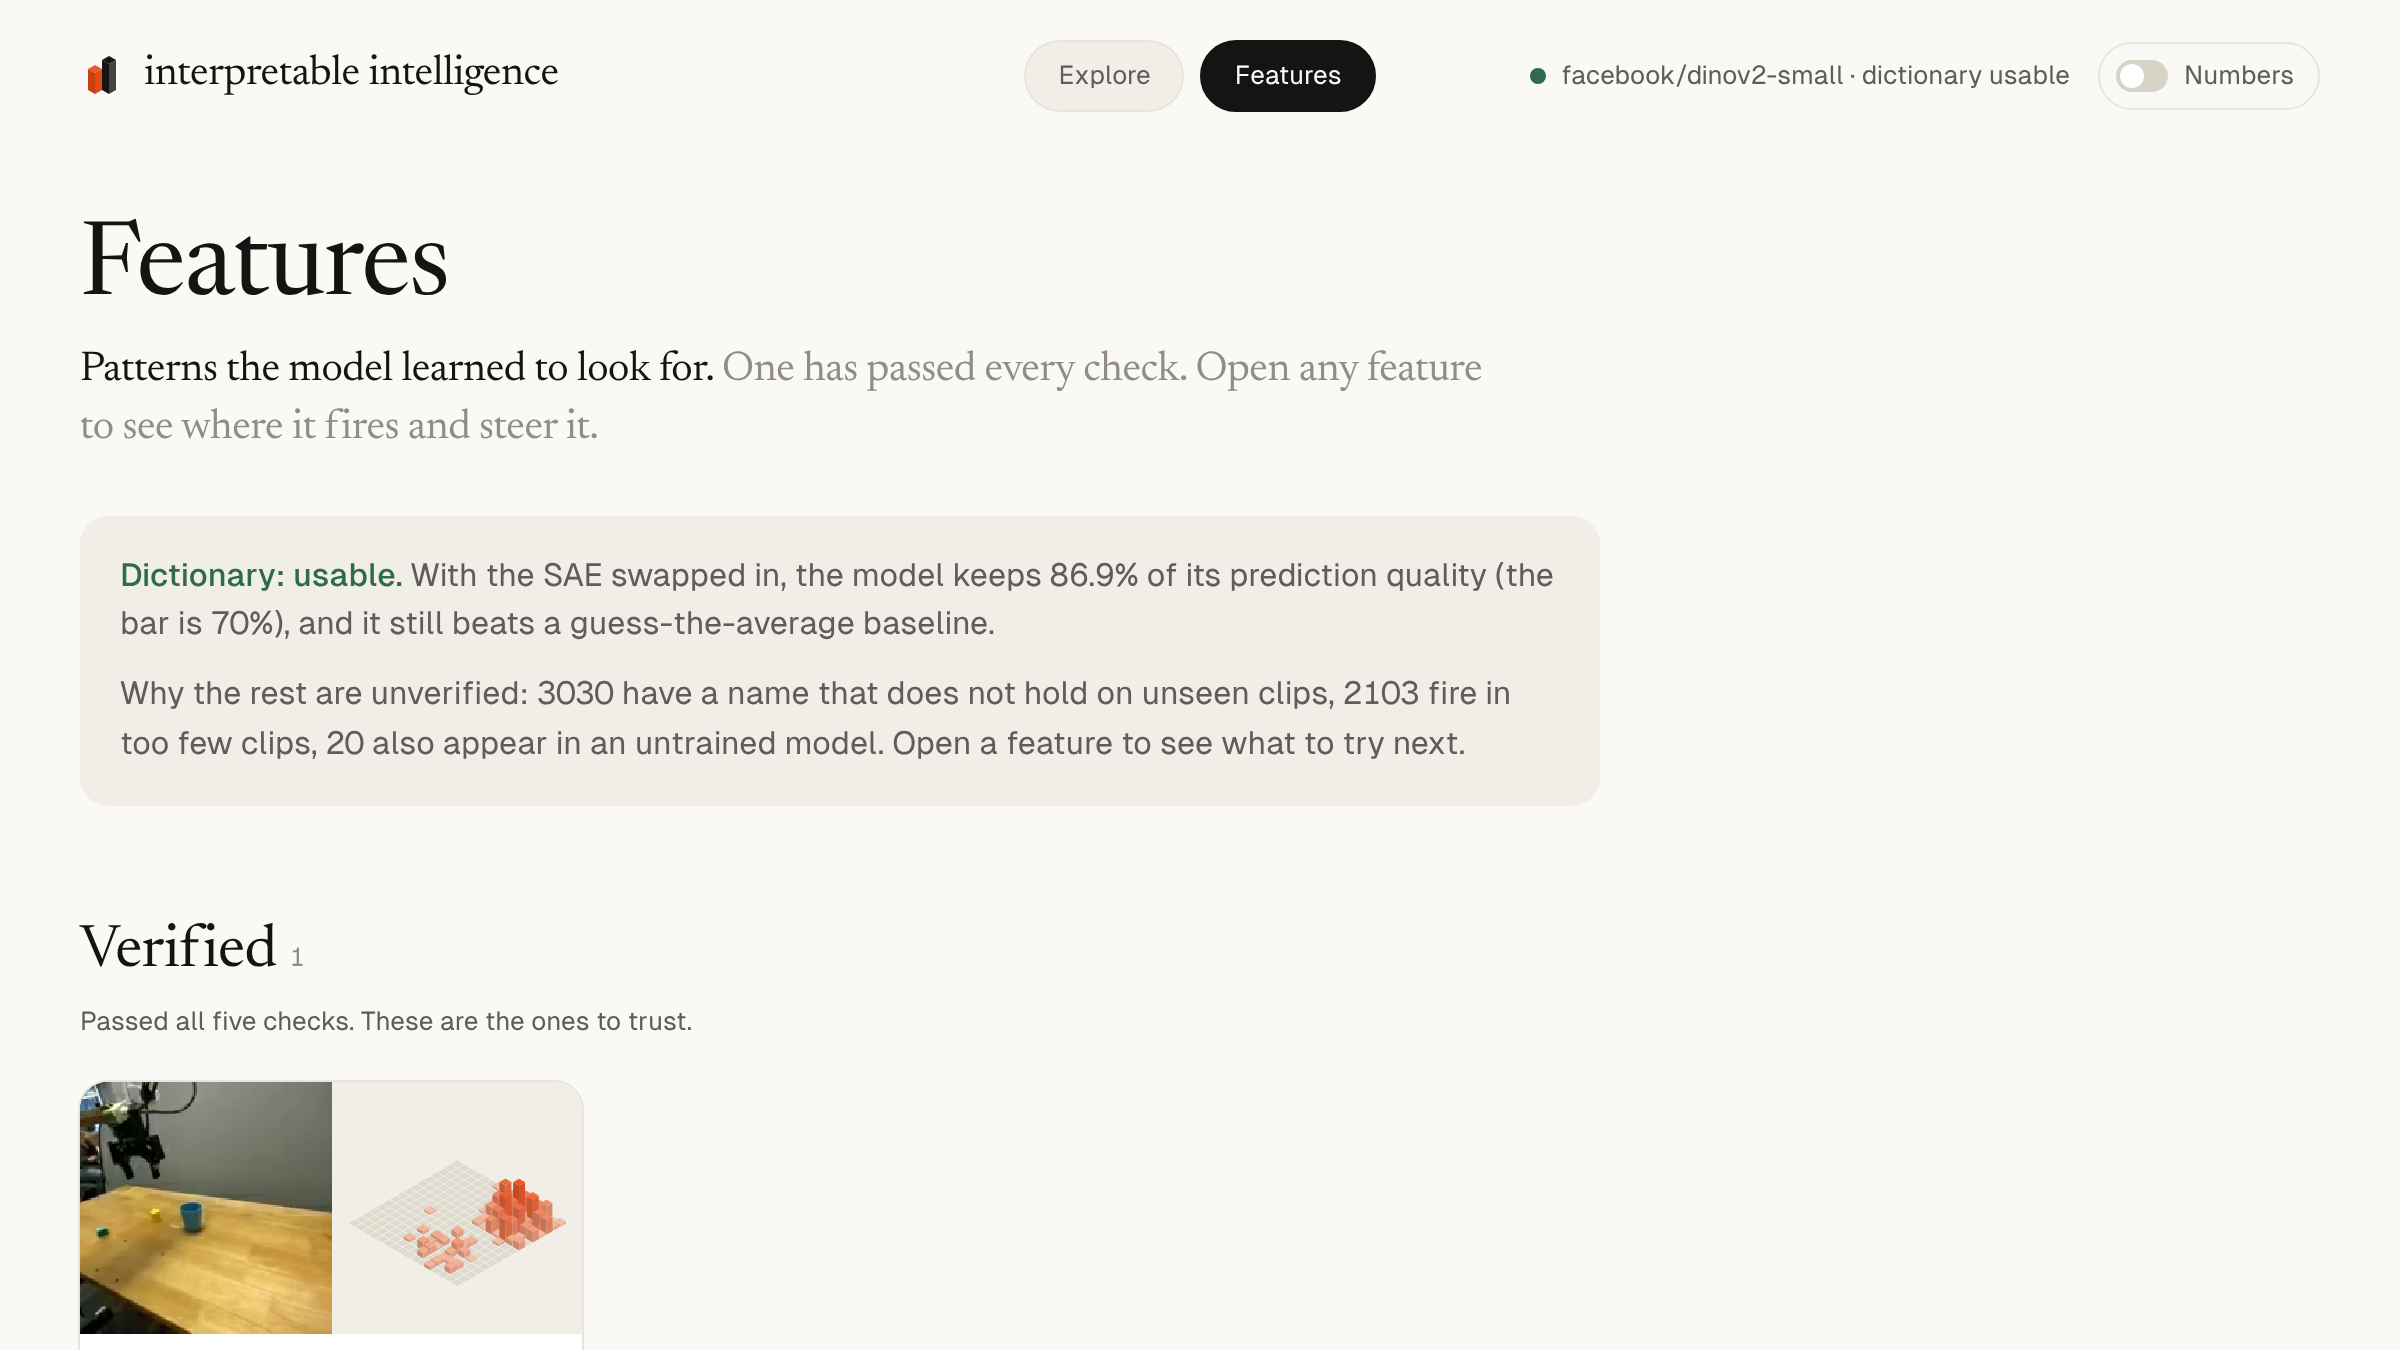 interpretable intelligence
Explore
Features
facebook/dinov2-small · dictionary usable
Numbers
Features
Patterns the model learned to look for. One has passed every check. Open any feature
to see where it fires and steer it.
Dictionary: usable. With the SAE swapped in, the model keeps 86.9% of its prediction quality (the
bar is 70%), and it still beats a guess-the-average baseline.
Why the rest are unverified: 3030 have a name that does not hold on unseen clips, 2103 fire in
too few clips, 20 also appear in an untrained model. Open a feature to see what to try next.
Verified 1
Passed all five checks. These are the ones to trust.